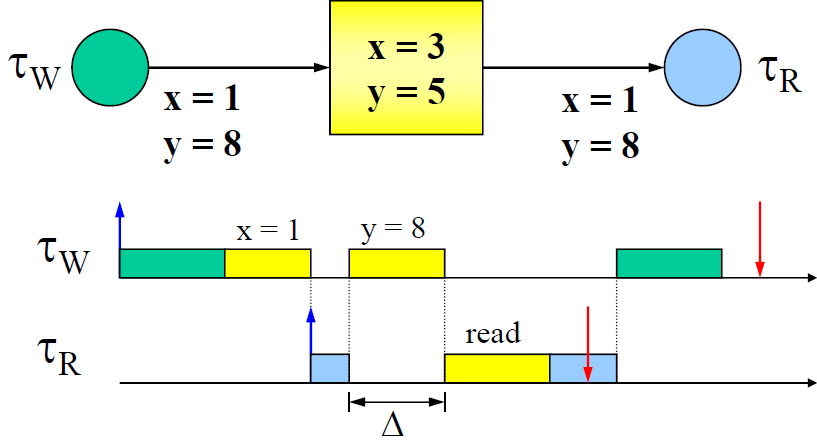 τW
x = 3
y = 5
τR
x = 1
y = 8
x = 1
y = 8
τW
x = 1
y = 8
τR
read
Δ